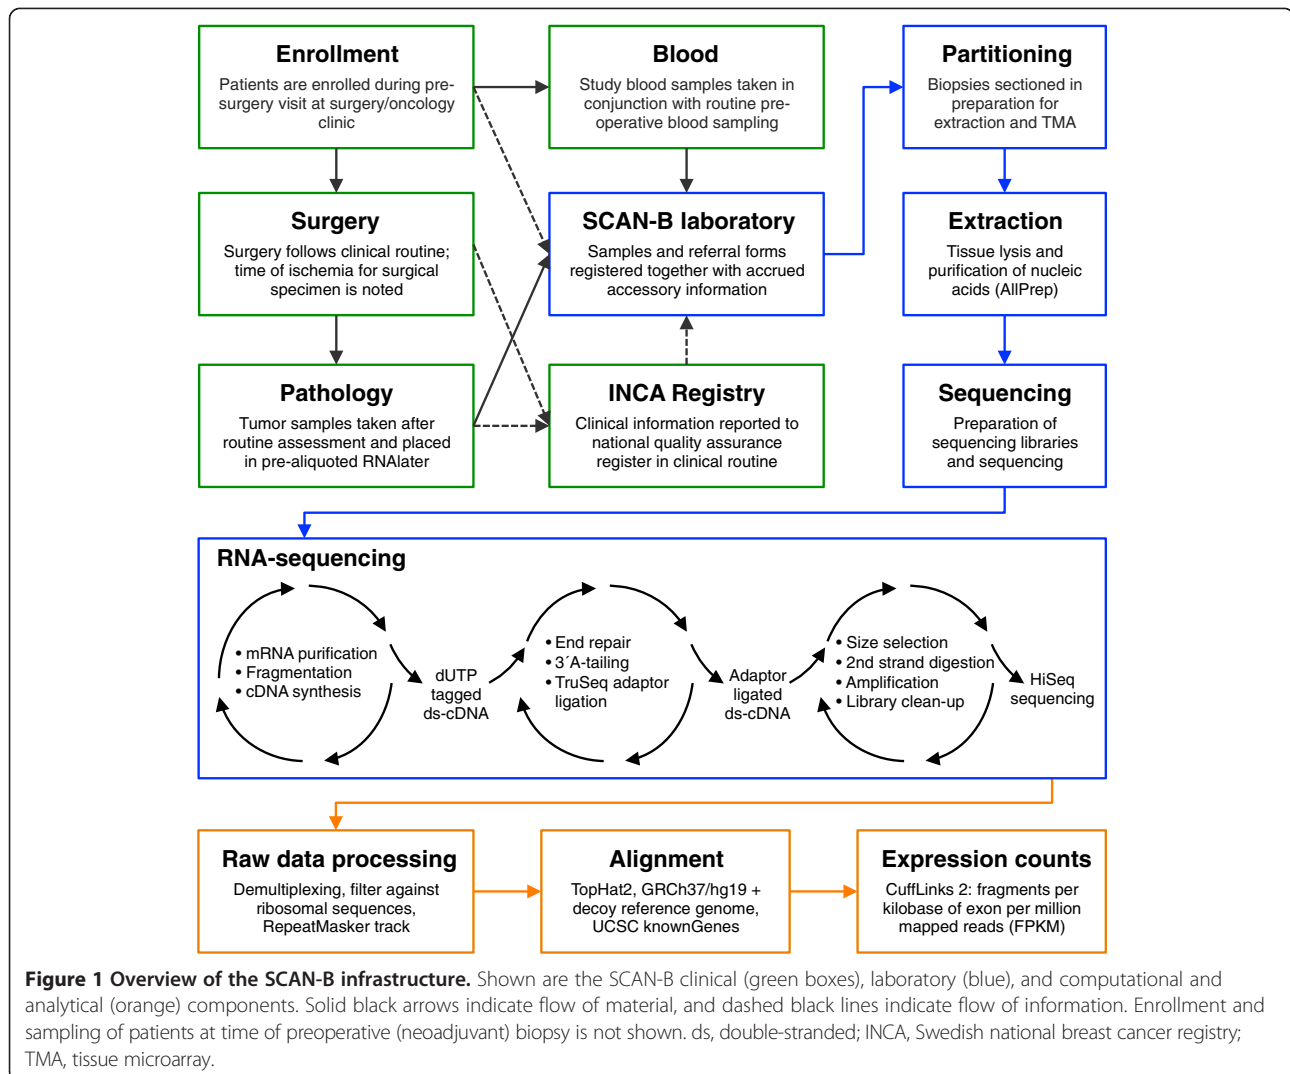 Enrollment
Patients are enrolled during pre-
surgery visit at surgery/oncology
clinic
Blood
Study blood samples taken in
conjunction with routine pre-
operative blood sampling
Partitioning
Biopsies sectioned in
preparation for
extraction and TMA
Surgery
Surgery follows clinical routine;
time of ischemia for surgical
specimen is noted
SCAN-B laboratory
Samples and referral forms
registered together with accrued
accessory information
Extraction
Tissue lysis and
purification of nucleic
acids (AllPrep)
Pathology
Tumor samples taken after
routine assessment and placed
in pre-aliquoted RNAlater
INCA Registry
Clinical information reported to
national quality assurance
register in clinical routine
Sequencing
Preparation of
sequencing libraries
and sequencing
RNA-sequencing
• mRNA purification
• Fragmentation
• cDNA synthesis
dUTP
tagged
ds-cDNA
• End repair
• 3´A-tailing
• TruSeq adaptor
ligation
Adaptor
ligated
ds-cDNA
• Size selection
• 2nd strand digestion
• Amplification
• Library clean-up
HiSeq
sequencing
Raw data processing
Demultiplexing, filter against
ribosomal sequences,
RepeatMasker track
Alignment
TopHat2, GRCh37/hg19 +
decoy reference genome,
UCSC knownGenes
Expression counts
CuffLinks 2: fragments per
kilobase of exon per million
mapped reads (FPKM)
Figure 1 Overview of the SCAN-B infrastructure. Shown are the SCAN-B clinical (green boxes), laboratory (blue), and computational and
analytical (orange) components. Solid black arrows indicate flow of material, and dashed black lines indicate flow of information. Enrollment and
sampling of patients at time of preoperative (neoadjuvant) biopsy is not shown. ds, double-stranded; INCA, Swedish national breast cancer registry;
TMA, tissue microarray.